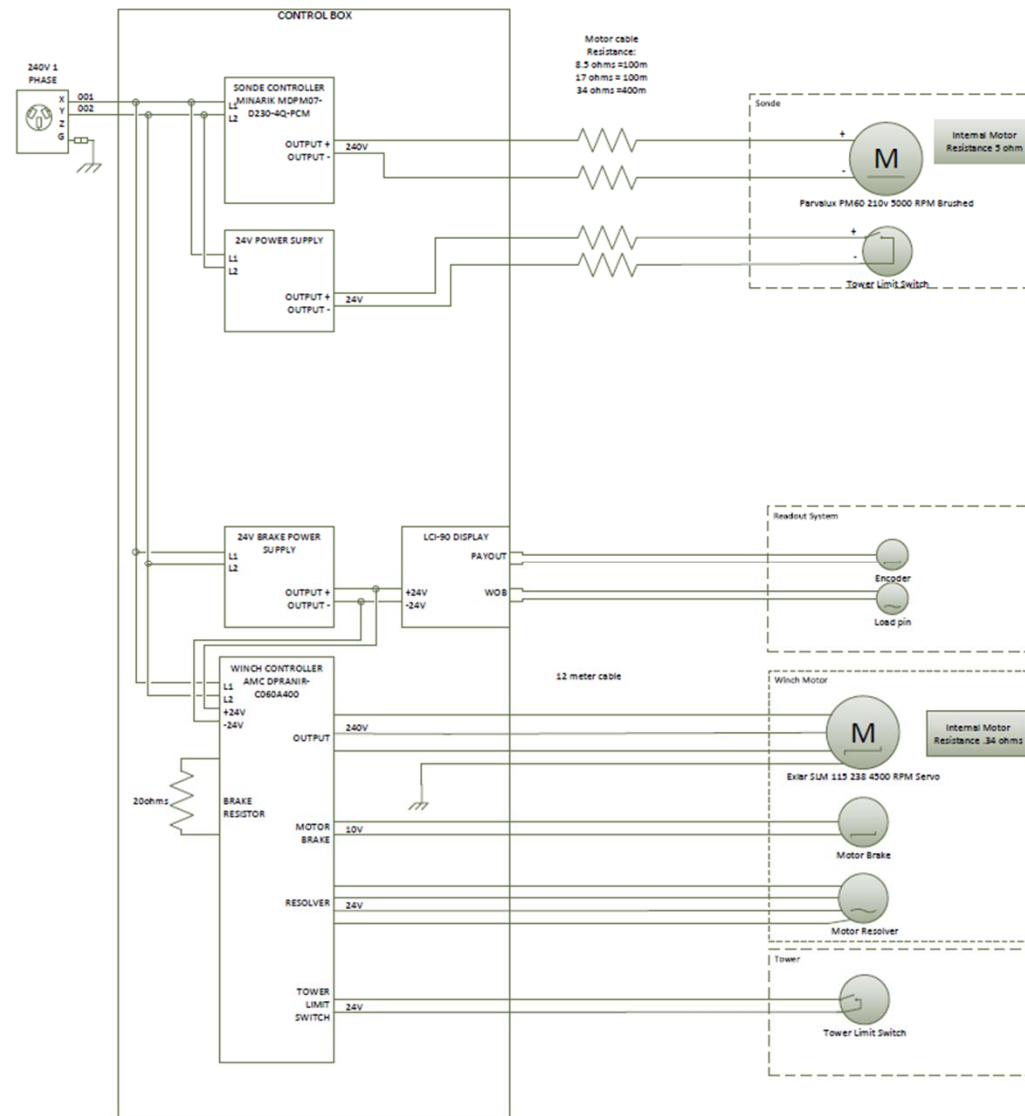 CONTROL BOX
240V 1
PHASE
X
Y
Z
G
001
002
SONDE CONTROLLER
MINARIK MDPM07-
D230-4Q-PCM
L1
L2
OUTPUT +
OUTPUT -
240V
Motor cable
Resistance:
8.5 ohms =100m
17 ohms = 100m
34 ohms =400m
Sonde
+
-
M
Internal Motor
Resistance 5 ohm
Parvalux PM60 210v 5000 RPM Brushed
24V POWER SUPPLY
L1
L2
OUTPUT +
OUTPUT -
24V
+
-
Tower Limit Switch
24V BRAKE POWER
SUPPLY
L1
L2
OUTPUT +
OUTPUT -
LCI-90 DISPLAY
PAYOUT
+24V
-24V
WOB
Readout System
Encoder
Load pin
WINCH CONTROLLER
AMC DPRANIR-
C060A400
L1
L2
+24V
-24V
OUTPUT
240V
12 meter cable
Winch Motor
M
Internal Motor
Resistance .34 ohms
Exlar SLM 115 238 4500 RPM Servo
20ohms
BRAKE
RESISTOR
MOTOR
BRAKE
10V
Motor Brake
RESOLVER
24V
Motor Resolver
Tower
TOWER
LIMIT
SWITCH
24V
Tower Limit Switch